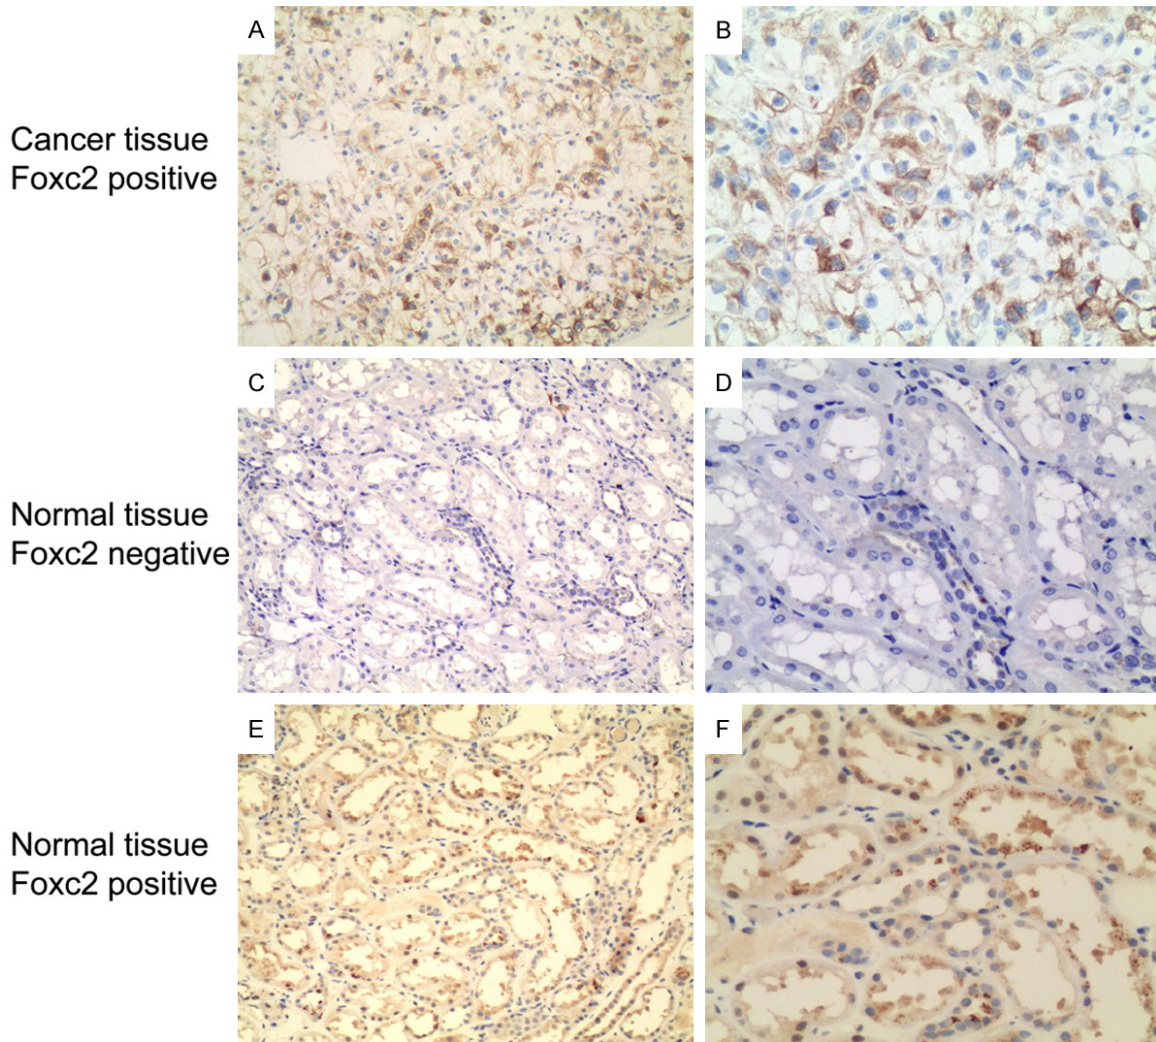 A
B
Cancer tissue
Foxc2 positive
C
D
Normal tissue
Foxc2 negative
E
F
Normal tissue
Foxc2 positive